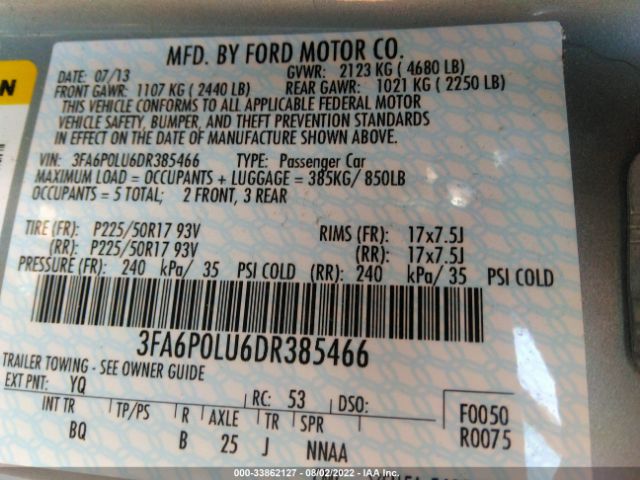 MFD. BY FORD MOTOR CO.
DATE: 07/13 GVWR: 2123 KG ( 4680 LB)
FRONT GAWR: 1107 KG ( 2440 LB) REAR GAWR: 1021 KG ( 2250 LB)
THIS VEHICLE CONFORMS TO ALL APPLICABLE FEDERAL MOTOR
VEHICLE SAFETY, BUMPER, AND THEFT PREVENTION STANDARDS
IN EFFECT ON THE DATE OF MANUFACTURE SHOWN ABOVE.
VIN: 3FA6P0LU6DR385466 TYPE: Passenger Car
MAXIMUM LOAD = OCCUPANTS + LUGGAGE = 385KG/ 850LB
OCCUPANTS = 5 TOTAL; 2 FRONT, 3 REAR
TIRE (FR): P225/50R17 93V RIMS (FR): 17x7.5J
(RR): P225/50R17 93V (RR): 17x7.5J
PRESSURE (FR): 240 kPa/ 35 PSI COLD (RR): 240 kPa/ 35 PSI COLD
3FA6P0LU6DR385466
TRAILER TOWING - SEE OWNER GUIDE
EXT PNT: YQ RC: 53 DSO: F0050
INT TR TP/PS R AXLE TR SPR R0075
BQ B 25 J NNAA
000-33862127 - 08/02/2022 - IAA Inc.